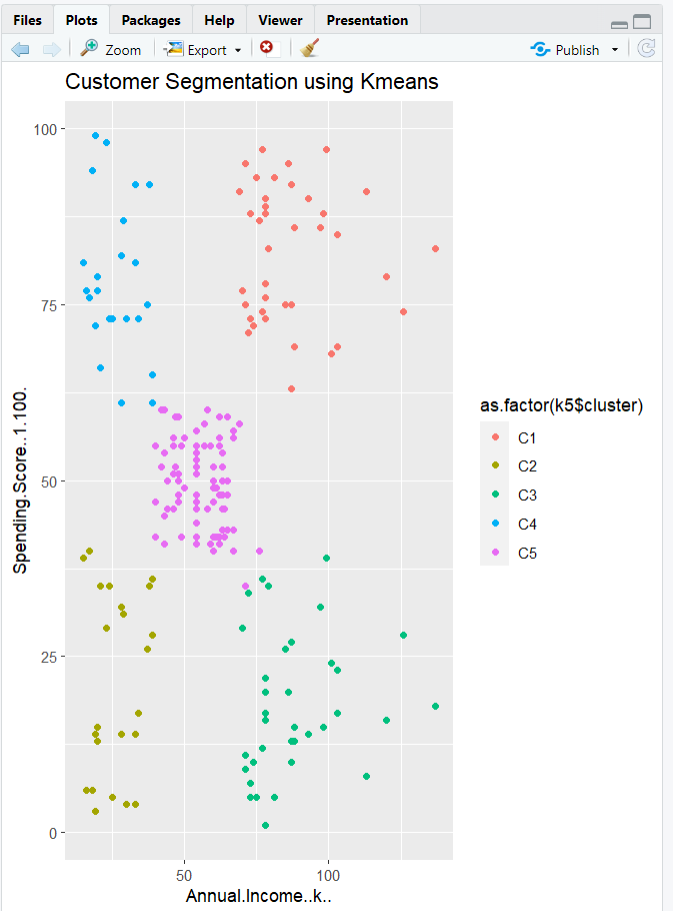 Files Plots Packages Help Viewer Presentation
Zoom Export Publish
Customer Segmentation using Kmeans
100
75
50
25
0
Spending.Score..1.100.
50 100
Annual.Income..k..
as.factor(k5$cluster)
C1
C2
C3
C4
C5